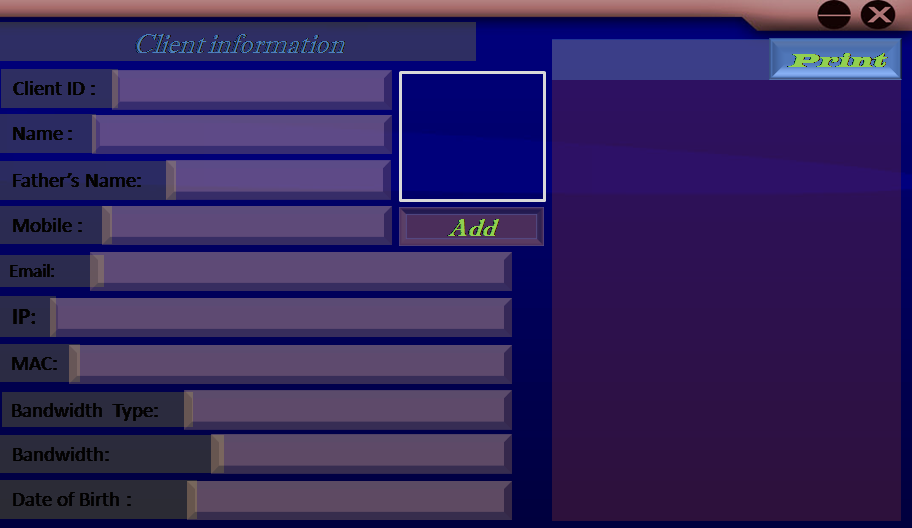 Client information
Print
Client ID :
Name :
Father's Name:
Mobile :
Add
Email:
IP:
MAC:
Bandwidth Type:
Bandwidth:
Date of Birth :